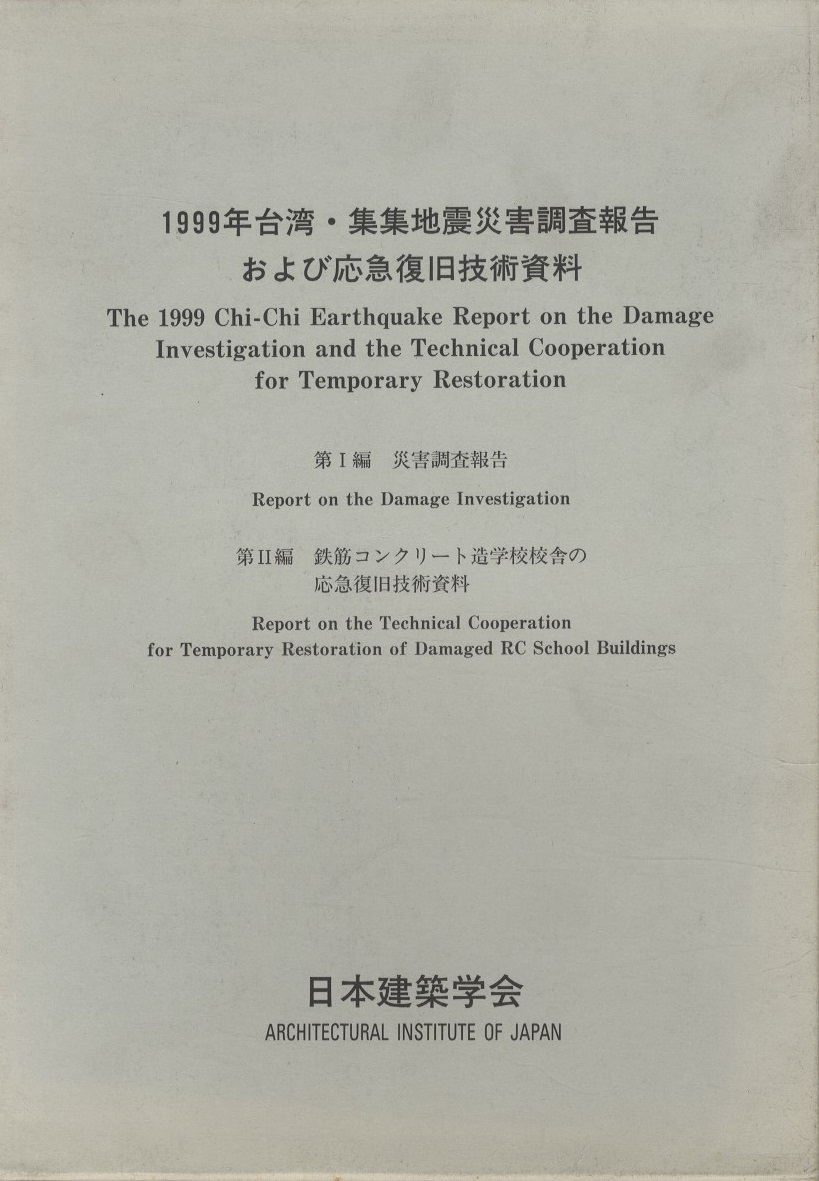 1999年台湾・集集地震災害調査報告
および応急復旧技術資料
The 1999 Chi-Chi Earthquake Report on the Damage
Investigation and the Technical Cooperation
for Temporary Restoration
第Ⅰ編 災害調査報告
Report on the Damage Investigation
第Ⅱ編 鉄筋コンクリート造学校校舎の
応急復旧技術資料
Report on the Technical Cooperation
for Temporary Restoration of Damaged RC School Buildings
日本建築学会
ARCHITECTURAL INSTITUTE OF JAPAN